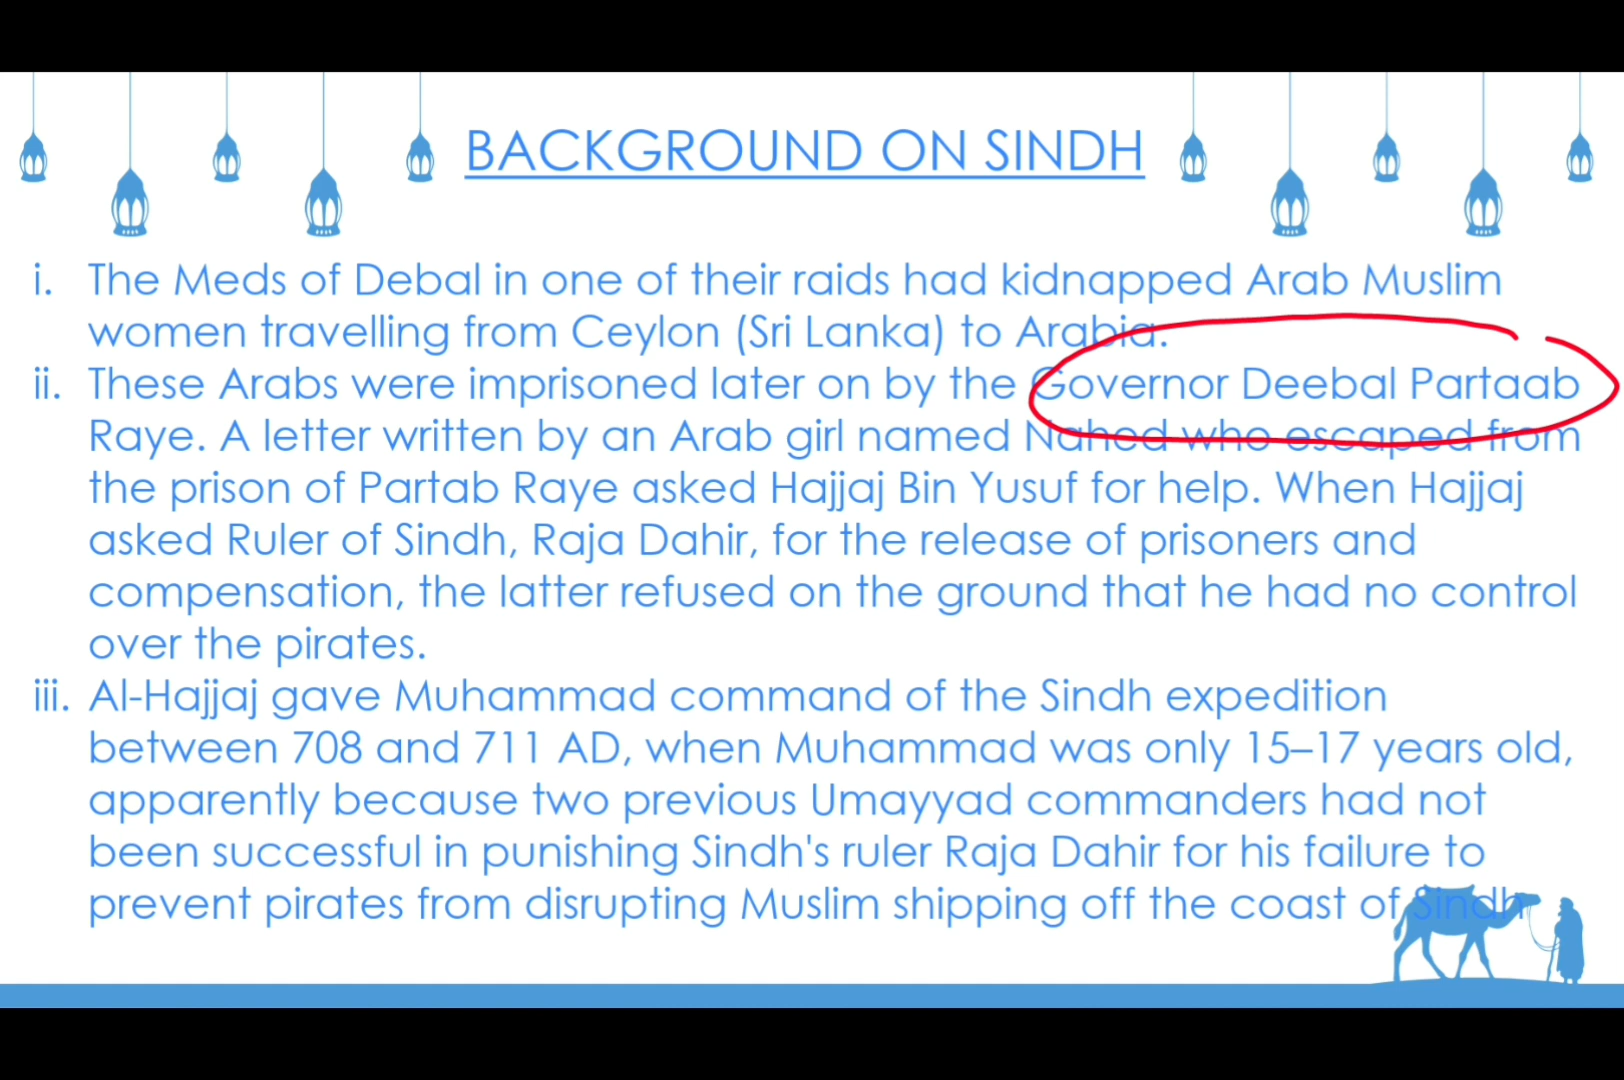 BACKGROUND ON SINDH
i. The Meds of Debal in one of their raids had kidnapped Arab Muslim
women travelling from Ceylon (Sri Lanka) to Arabia.
ii. These Arabs were imprisoned later on by the Governor Deebal Partaab
Raye. A letter written by an Arab girl named Nahed who escaped from
the prison of Partab Raye asked Hajjaj Bin Yusuf for help. When Hajjaj
asked Ruler of Sindh, Raja Dahir, for the release of prisoners and
compensation, the latter refused on the ground that he had no control
over the pirates.
iii. Al-Hajjaj gave Muhammad command of the Sindh expedition
between 708 and 711 AD, when Muhammad was only 15–17 years old,
apparently because two previous Umayyad commanders had not
been successful in punishing Sindh's ruler Raja Dahir for his failure to
prevent pirates from disrupting Muslim shipping off the coast of Sindh